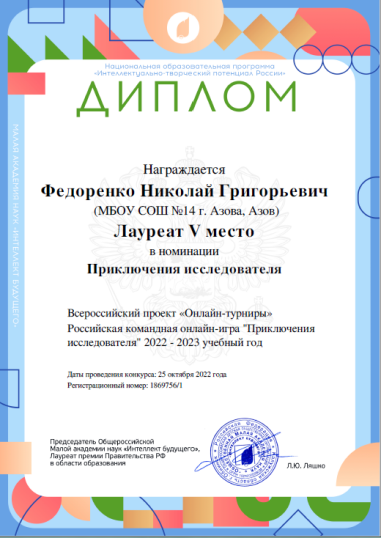 Национальная образовательная программа
«Интеллектуально-творческий потенциал России»
ДИПЛОМ
МАЛАЯ АКАДЕМИЯ НАУК «ИНТЕЛЛЕКТ БУДУЩЕГО»
Награждается
Федоренко Николай Григорьевич
(МБОУ СОШ №14 г. Азова, Азов)
Лауреат V место
в номинации
Приключения исследователя
Всероссийский проект «Онлайн-турниры»
Российская командная онлайн-игра "Приключения
исследователя" 2022 - 2023 учебный год
Даты проведения конкурса: 25 октября 2022 года
Регистрационный номер: 1869756/1
Председатель Общероссийской
Малой академии наук «Интеллект будущего»,
Лауреат премии Правительства РФ
в области образования
Л.Ю. Ляшко